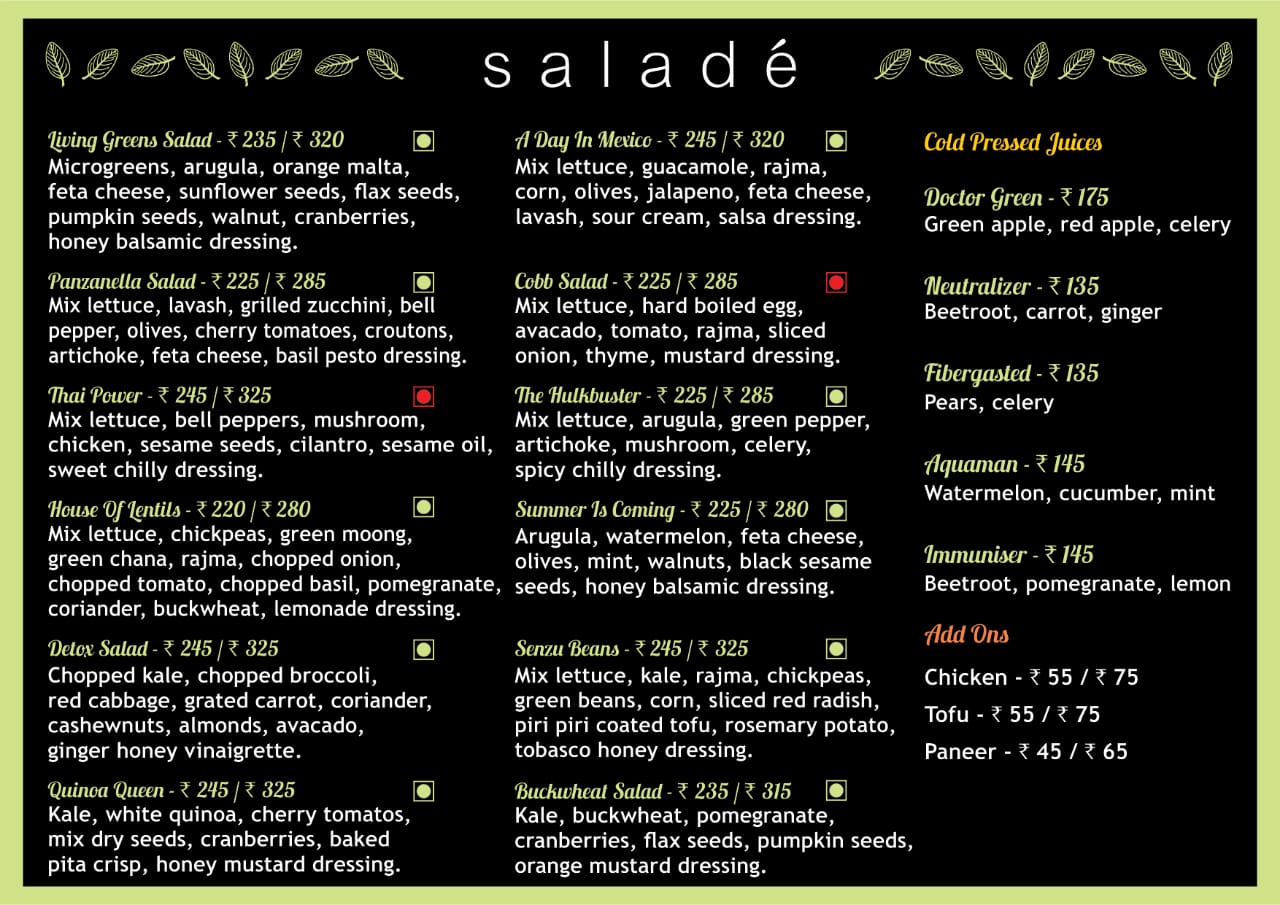 saladé
Living Greens Salad - ₹ 235 / ₹ 320
Microgreens, arugula, orange malta,
feta cheese, sunflower seeds, flax seeds,
pumpkin seeds, walnut, cranberries,
honey balsamic dressing.
Panzanella Salad - ₹ 225 / ₹ 285
Mix lettuce, lavash, grilled zucchini, bell
pepper, olives, cherry tomatoes, croutons,
artichoke, feta cheese, basil pesto dressing.
Thai Power - ₹ 245 / ₹ 325
Mix lettuce, bell peppers, mushroom,
chicken, sesame seeds, cilantro, sesame oil,
sweet chilly dressing.
House Of Lentils - ₹ 220 / ₹ 280
Mix lettuce, chickpeas, green moong,
green chana, rajma, chopped onion,
chopped tomato, chopped basil, pomegranate,
coriander, buckwheat, lemonade dressing.
Detox Salad - ₹ 245 / ₹ 325
Chopped kale, chopped broccoli,
red cabbage, grated carrot, coriander,
cashewnuts, almonds, avacado,
ginger honey vinaigrette.
Quinoa Queen - ₹ 245 / ₹ 325
Kale, white quinoa, cherry tomatos,
mix dry seeds, cranberries, baked
pita crisp, honey mustard dressing.
A Day In Mexico - ₹ 245 / ₹ 320
Mix lettuce, guacamole, rajma,
corn, olives, jalapeno, feta cheese,
lavash, sour cream, salsa dressing.
Cobb Salad - ₹ 225 / ₹ 285
Mix lettuce, hard boiled egg,
avacado, tomato, rajma, sliced
onion, thyme, mustard dressing.
The Hulkbuster - ₹ 225 / ₹ 285
Mix lettuce, arugula, green pepper,
artichoke, mushroom, celery,
spicy chilly dressing.
Summer Is Coming - ₹ 225 / ₹ 280
Arugula, watermelon, feta cheese,
olives, mint, walnuts, black sesame
seeds, honey balsamic dressing.
Senzu Beans - ₹ 245 / ₹ 325
Mix lettuce, kale, rajma, chickpeas,
green beans, corn, sliced red radish,
piri piri coated tofu, rosemary potato,
tobasco honey dressing.
Buckwheat Salad - ₹ 235 / ₹ 315
Kale, buckwheat, pomegranate,
cranberries, flax seeds, pumpkin seeds,
orange mustard dressing.
Cold Pressed Juices
Doctor Green - ₹ 175
Green apple, red apple, celery
Neutralizer - ₹ 135
Beetroot, carrot, ginger
Fibergasted - ₹ 135
Pears, celery
Aquaman - ₹ 145
Watermelon, cucumber, mint
Immuniser - ₹ 145
Beetroot, pomegranate, lemon
Add Ons
Chicken - ₹ 55 / ₹ 75
Tofu - ₹ 55 / ₹ 75
Paneer - ₹ 45 / ₹ 65